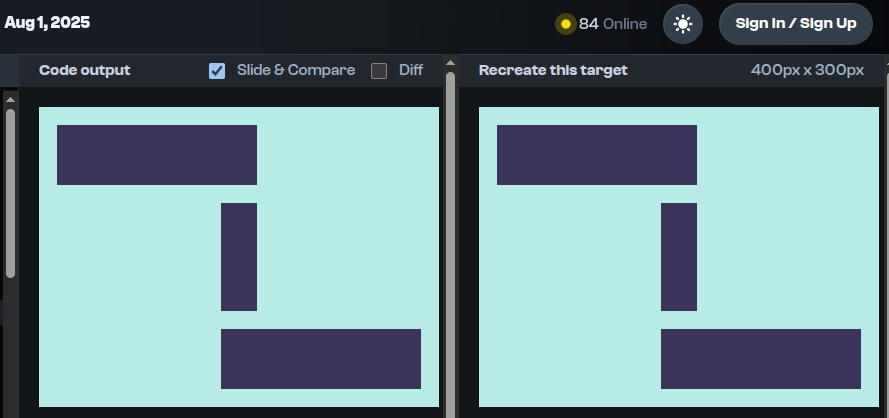 Aug 1, 2025
84 Online
Sign In / Sign Up
Code output
Slide & Compare
Diff
Recreate this target
400px x 300px